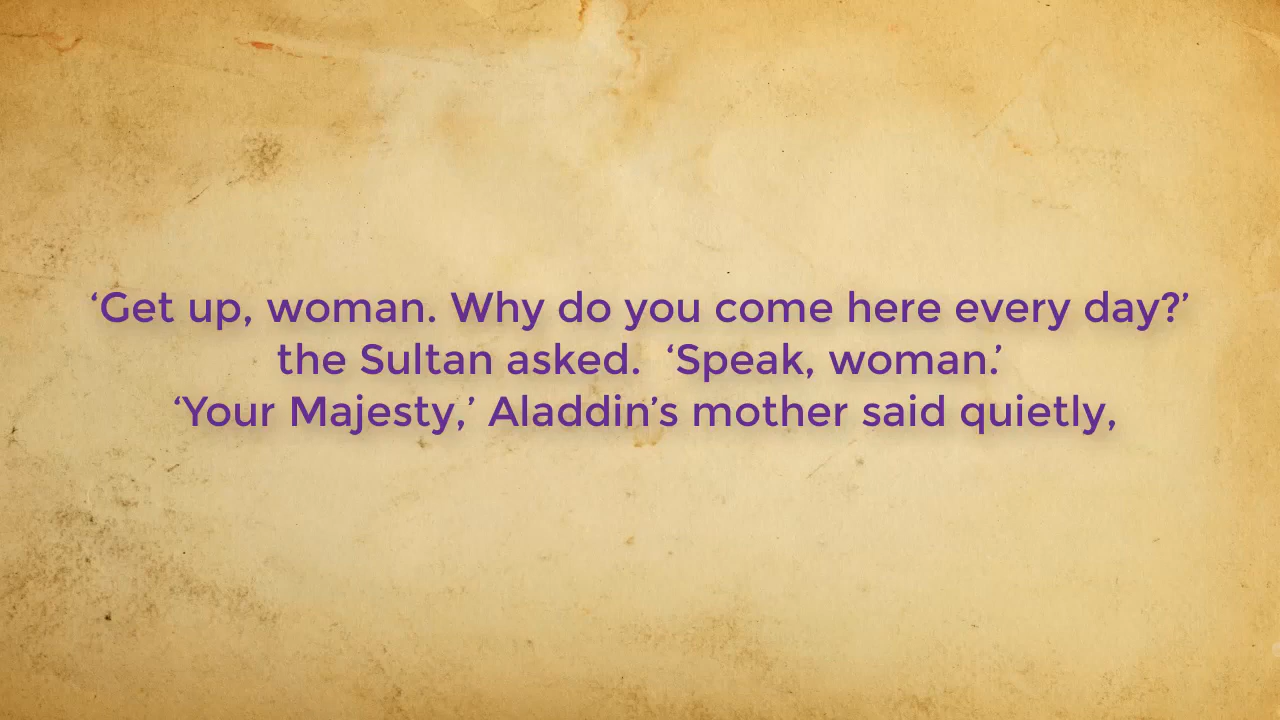 ‘Get up, woman. Why do you come here every day?’
the Sultan asked.  ‘Speak, woman.’
‘Your Majesty,’ Aladdin’s mother said quietly,